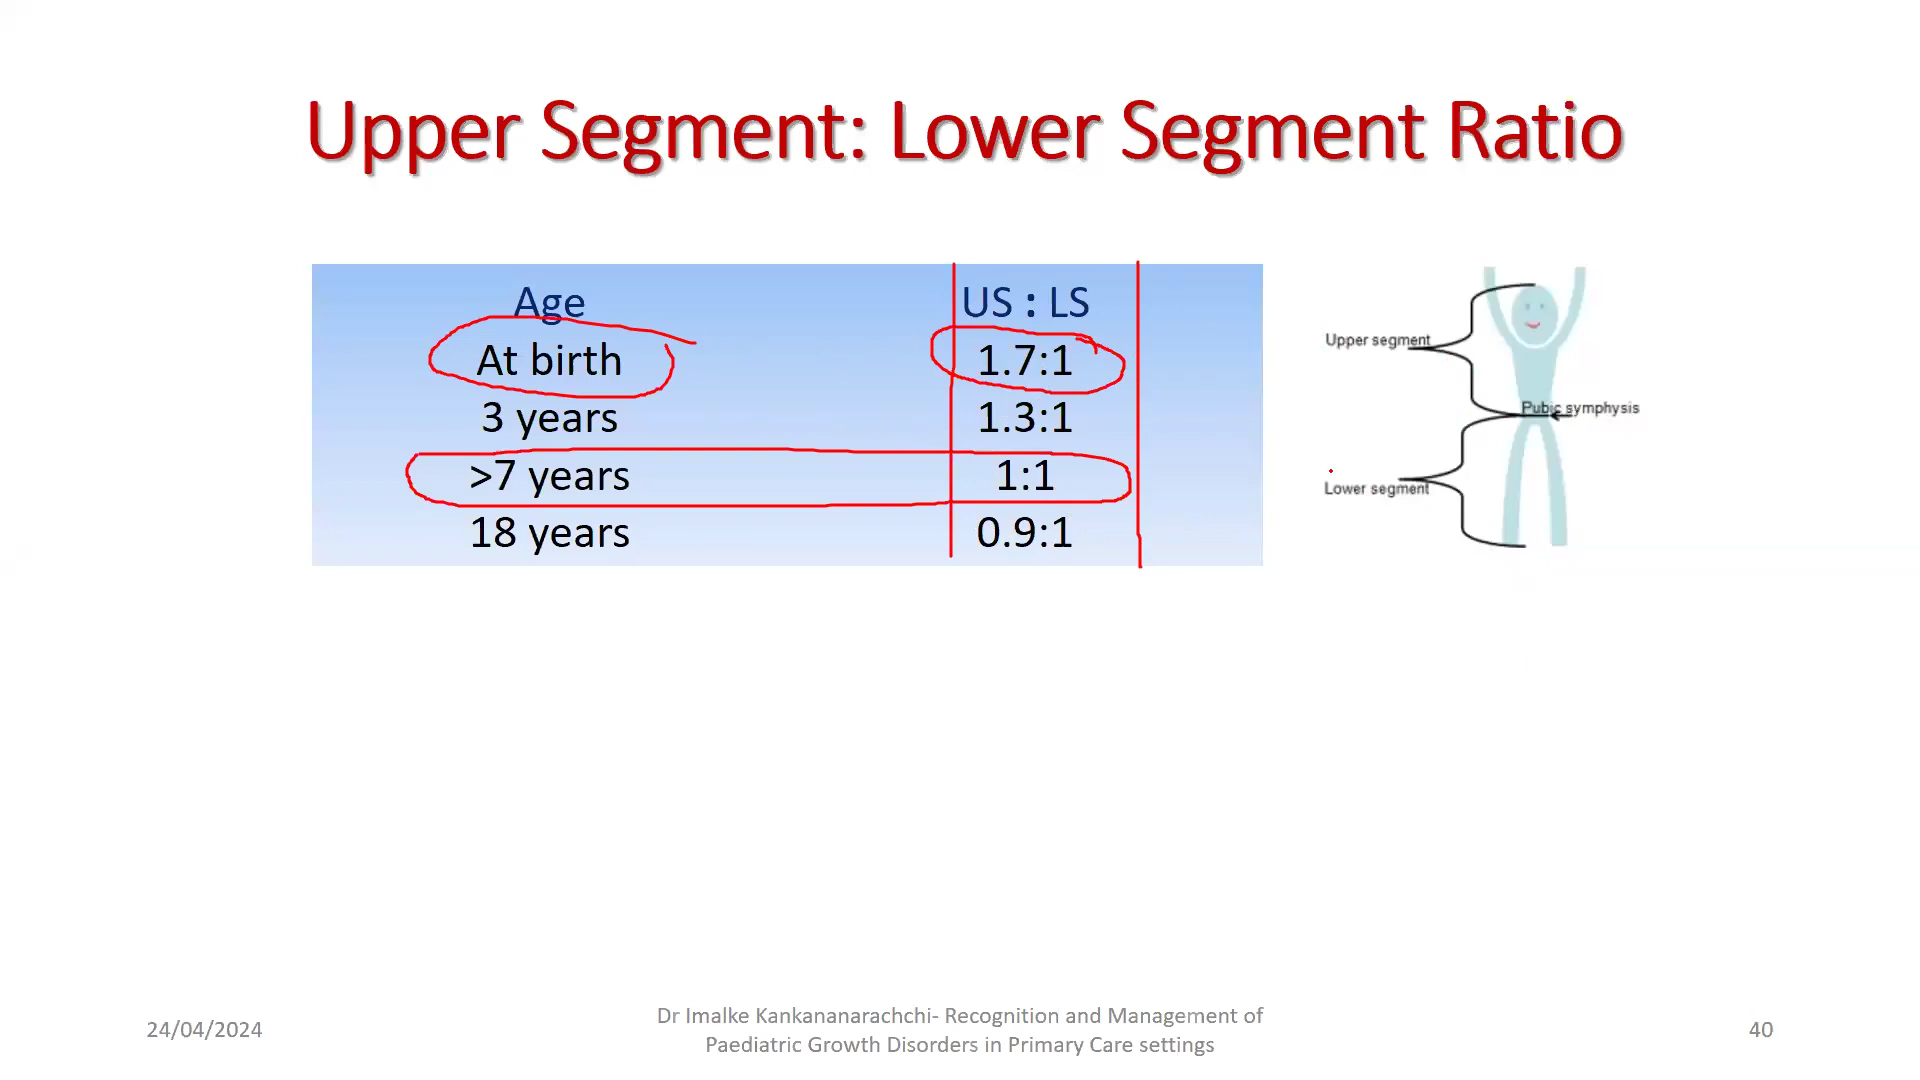 Upper Segment: Lower Segment Ratio
Age US : LS
At birth 1.7:1
3 years 1.3:1
>7 years 1:1
18 years 0.9:1
Upper segment
Pubic symphysis
Lower segment
24/04/2024
Dr Imalke Kankananarachchi- Recognition and Management of
Paediatric Growth Disorders in Primary Care settings
40